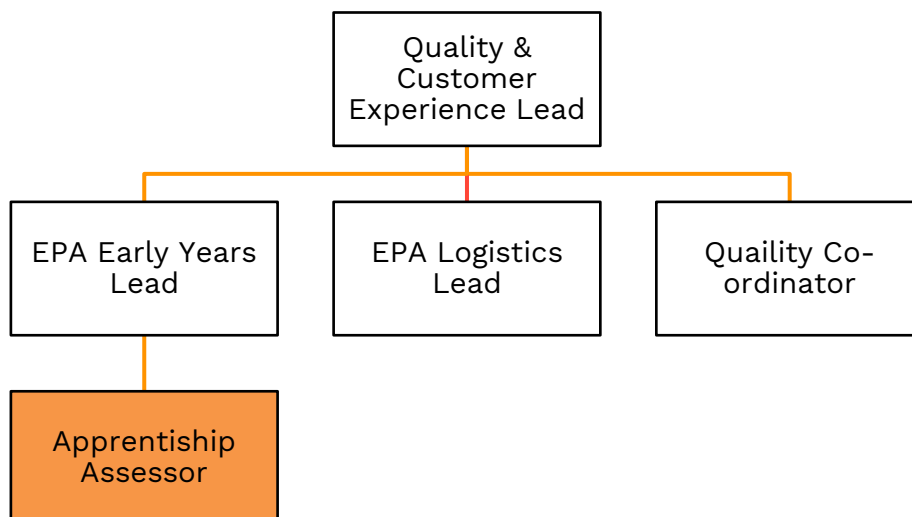 Quality &
Customer
Experience Lead
EPA Early Years
Lead
EPA Logistics
Lead
Quaility Co-
ordinator
Apprentiship
Assessor